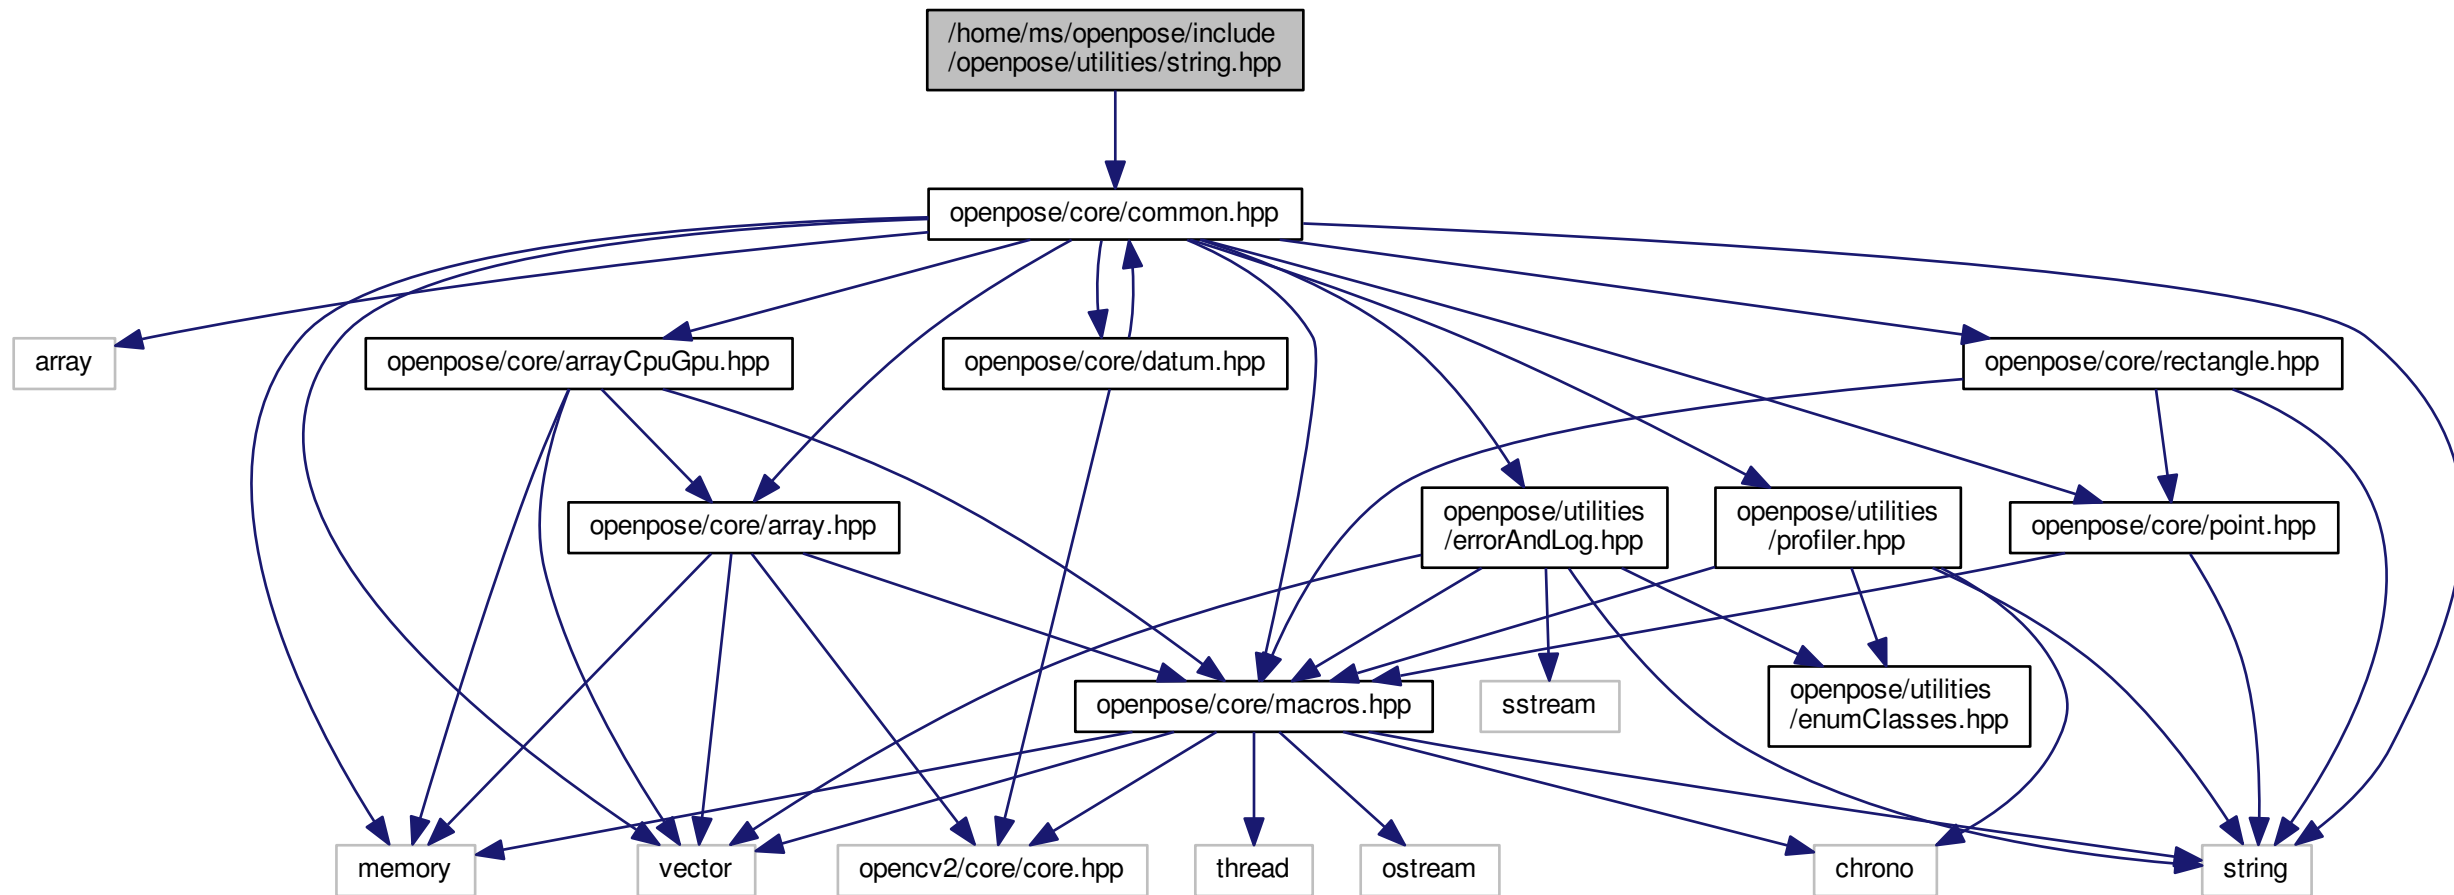 /home/ms/openpose/include
/openpose/utilities/string.hpp
openpose/core/common.hpp
array
openpose/core/arrayCpuGpu.hpp
openpose/core/datum.hpp
openpose/core/rectangle.hpp
openpose/core/array.hpp
openpose/utilities
/errorAndLog.hpp
openpose/utilities
/profiler.hpp
openpose/core/point.hpp
openpose/core/macros.hpp
sstream
openpose/utilities
/enumClasses.hpp
memory
vector
opencv2/core/core.hpp
thread
ostream
chrono
string